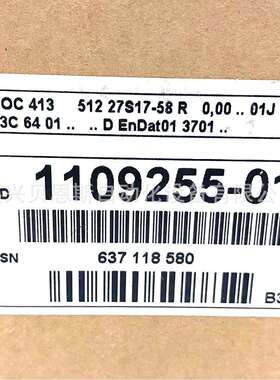 OC 413 512 27S17-58 R 0,00 .. 01J
3C 64 01 .. .. D EnDat01 3701 ..
D 1109255-01
SN 637 118 580
B3